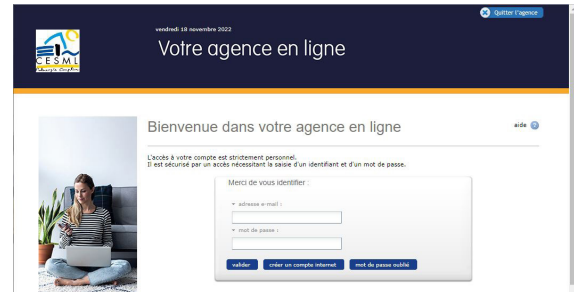 Quitter l'agence
vendredi 18 novembre 2022
Votre agence en ligne
CESML
Bienvenue dans votre agence en ligne
aide
L'accès à votre compte est strictement personnel.
Il est sécurisé par un accès nécessitant la saisie d'un identifiant et d'un mot de passe.
Merci de vous identifier :
adresse e-mail :
mot de passe :
valider
créer un compte internet
mot de passe oublié